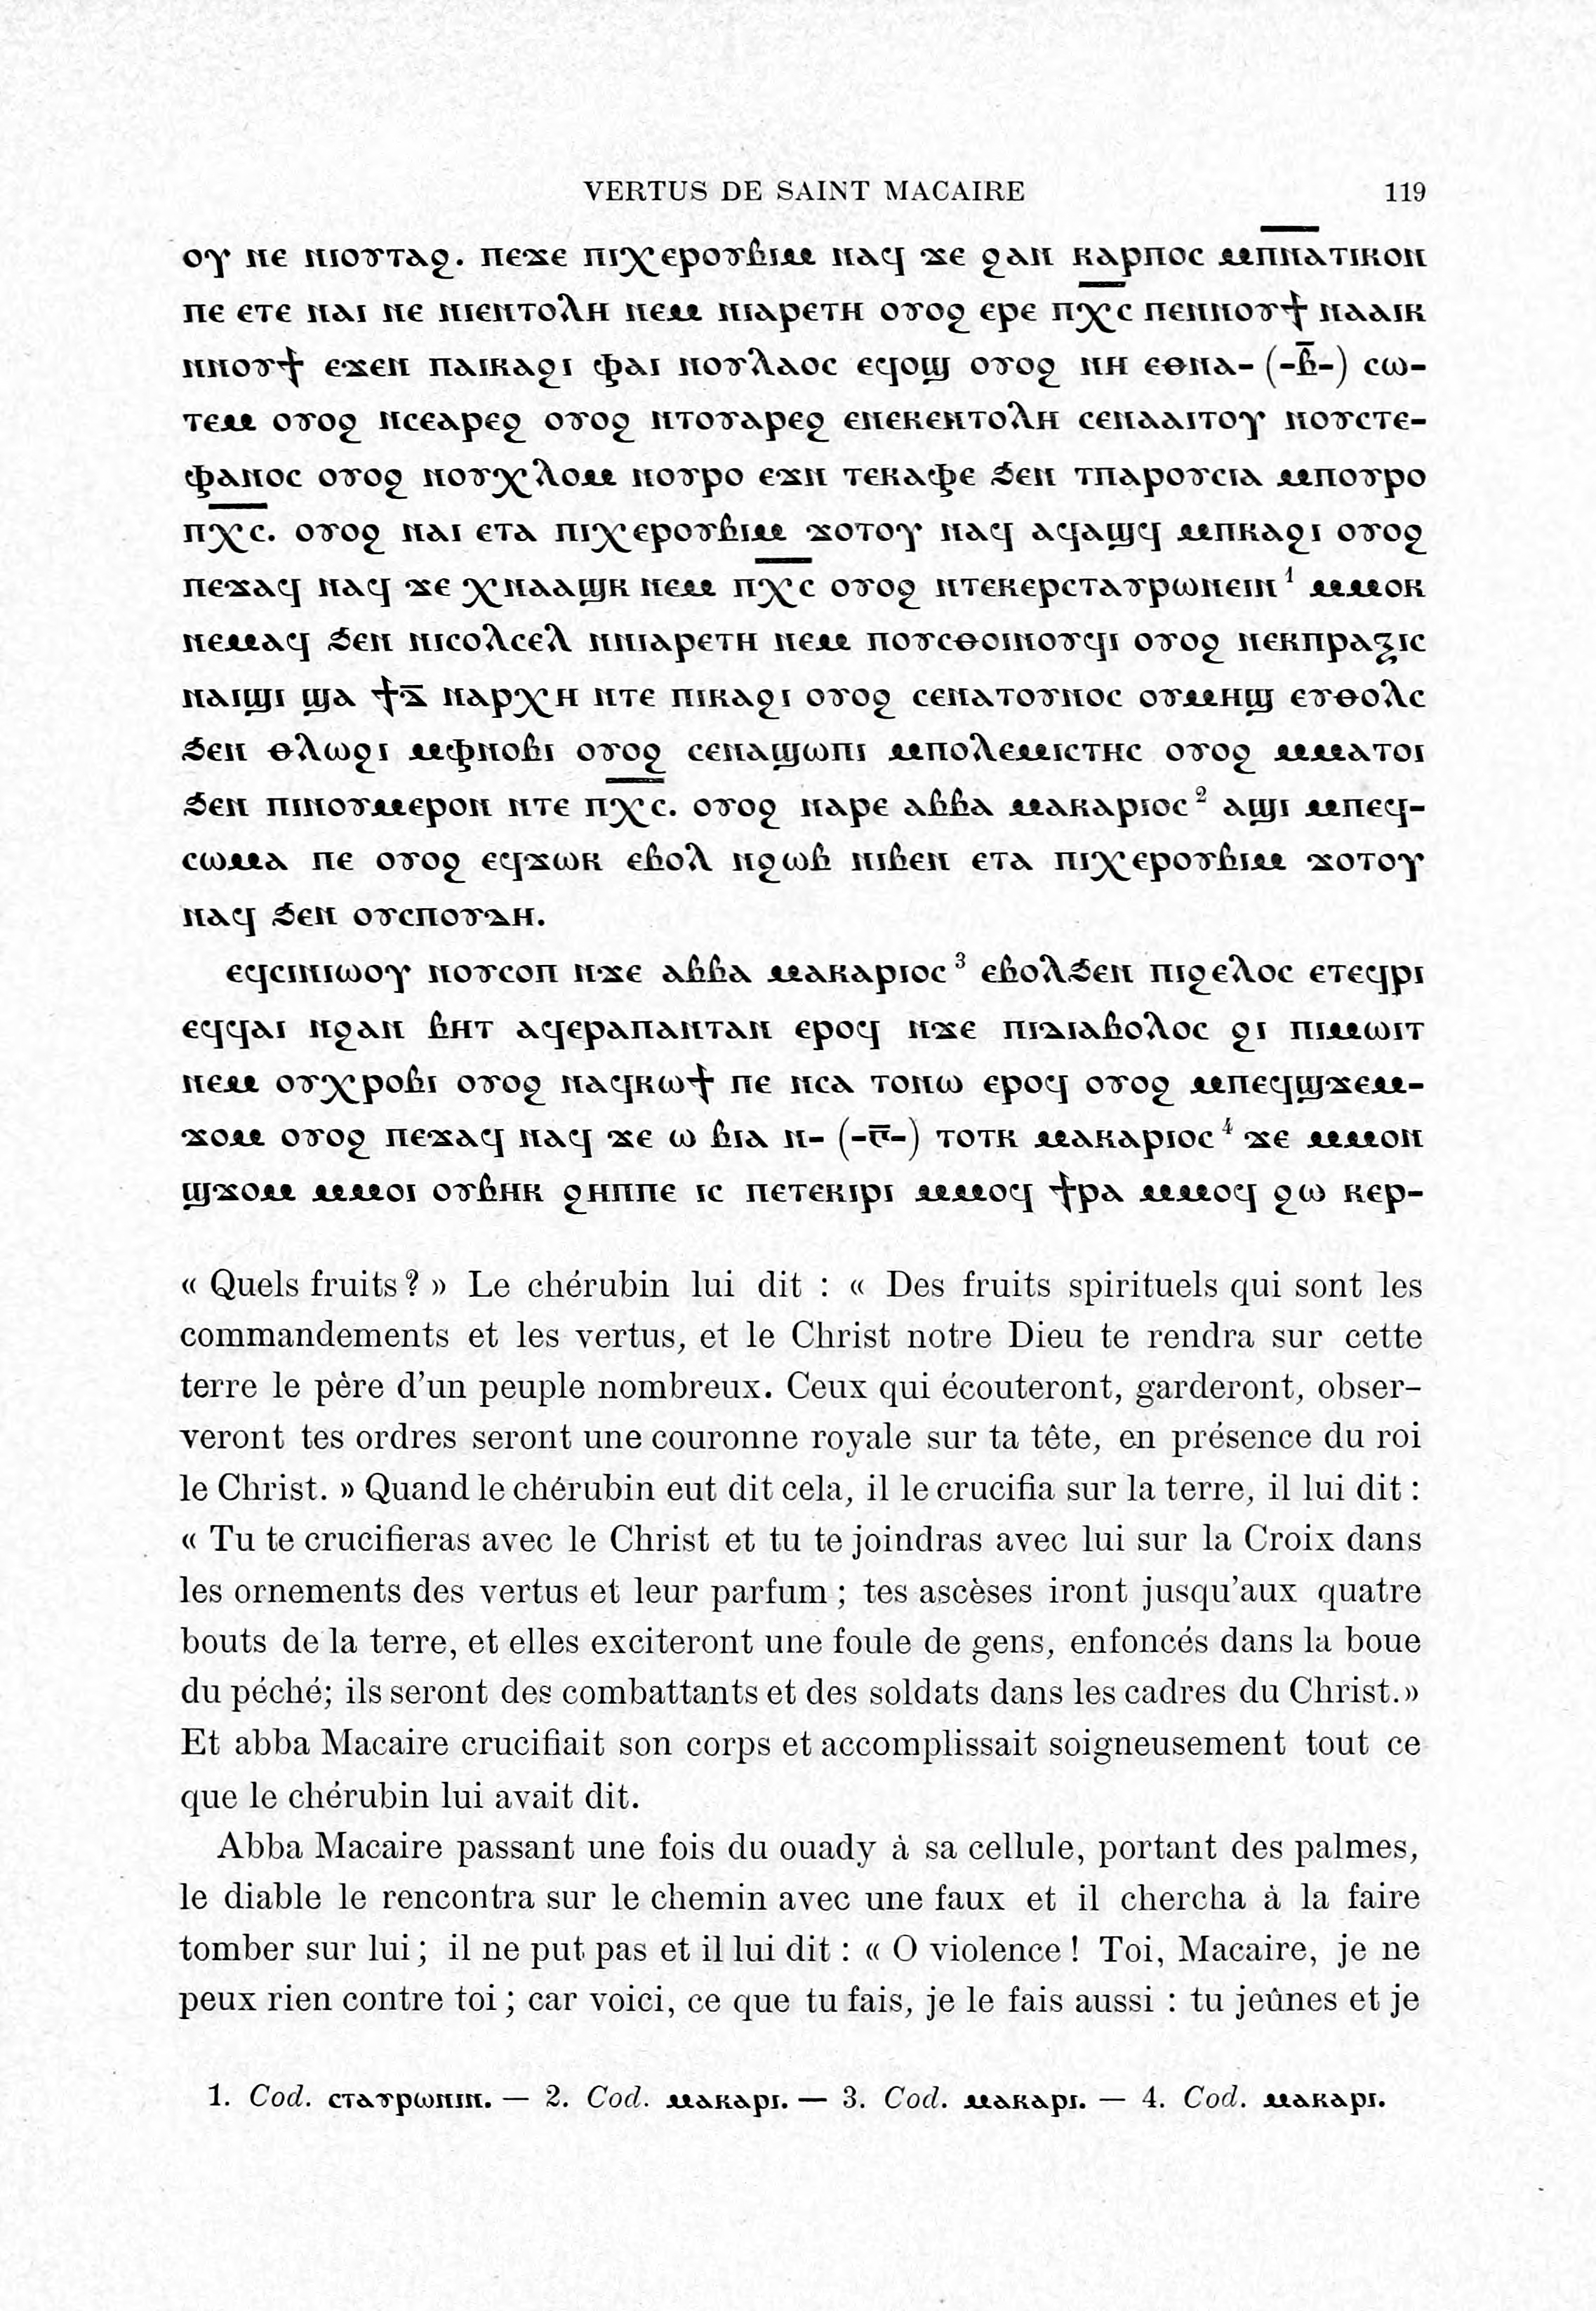 VERTUS DE SAINT MACAIRE 119
ⲟⲩ ⲛⲉ ⲛⲓⲟⲩⲧⲁϩ. ⲡⲉϫⲉ ⲡⲓⲭⲉⲣⲟⲩⲃⲓⲙ ⲛⲁϥ ϫⲉ ϩⲁⲛ ⲕⲁⲣⲡⲟⲥ ⲙⲡ̅ⲛ̅ⲁ̅ⲧⲓⲕⲟⲛ
ⲡⲉ ⲉⲧⲉ ⲛⲁⲓ ⲛⲉ ⲛⲓⲉⲛⲧⲟⲗⲏ ⲛⲉⲙ ⲛⲓⲁⲣⲉⲧⲏ ⲟⲩⲟϩ ⲉⲣⲉ ⲡⲭ̅ⲥ̅ ⲡⲉⲛⲛⲟⲩϯ ⲛⲁⲁⲓⲕ
ⲛⲛⲟⲩϯ ⲉϫⲉⲛ ⲡⲁⲓⲕⲁϩⲓ ⲫⲁⲓ ⲛⲟⲩⲗⲁⲟⲥ ⲉϥⲟϣ ⲟⲩⲟϩ ⲛⲏ ⲉⲑⲛⲁ- (-ⲃ̅-) ⲥⲱ-
ⲧⲉⲙ ⲟⲩⲟϩ ⲛⲥⲉⲁⲣⲉϩ ⲟⲩⲟϩ ⲛⲧⲟⲩⲁⲣⲉϩ ⲉⲛⲉⲕⲉⲛⲧⲟⲗⲏ ⲥⲉⲛⲁⲁⲓⲧⲟⲩ ⲛⲟⲩⲥⲧⲉ-
ⲫⲁⲛⲟⲥ ⲟⲩⲟϩ ⲛⲟⲩⲭⲗⲟⲙ ⲛⲟⲩⲣⲟ ⲉϫⲛ ⲧⲉⲕⲁⲫⲉ ϧⲉⲛ ⲧⲡⲁⲣⲟⲩⲥⲓⲁ ⲙⲡⲟⲩⲣⲟ
ⲡⲭ̅ⲥ̅. ⲟⲩⲟϩ ⲛⲁⲓ ⲉⲧⲁ ⲡⲓⲭⲉⲣⲟⲩⲃⲓⲙ ϫⲟⲧⲟⲩ ⲛⲁϥ ⲁϥⲁϣϥ ⲙⲡⲕⲁϩⲓ ⲟⲩⲟϩ
ⲡⲉϫⲁϥ ⲛⲁϥ ϫⲉ ⲭⲛⲁⲁϣⲕ ⲛⲉⲙ ⲡⲭ̅ⲥ̅ ⲟⲩⲟϩ ⲛⲧⲉⲕⲉⲣⲥⲧⲁⲩⲣⲱⲛⲉⲓⲛ¹ ⲙⲙⲟⲕ
ⲛⲉⲙⲁϥ ϧⲉⲛ ⲛⲓⲥⲟⲗⲥⲉⲗ ⲛⲛⲓⲁⲣⲉⲧⲏ ⲛⲉⲙ ⲡⲟⲩⲥⲑⲟⲓⲛⲟⲩϥⲓ ⲟⲩⲟϩ ⲛⲉⲕⲡⲣⲁⲝⲓⲥ
ⲛⲁⲓϣⲓ ϣⲁ ϯⲇ̅ ⲛⲁⲣⲭⲏ ⲛⲧⲉ ⲡⲓⲕⲁϩⲓ ⲟⲩⲟϩ ⲥⲉⲛⲁⲧⲟⲩⲛⲟⲥ ⲟⲩⲙⲏϣ ⲉⲩⲑⲟⲗⲥ
ϧⲉⲛ ⲑⲗⲱϩⲓ ⲙⲫⲛⲟⲃⲓ ⲟⲩⲟϩ ⲥⲉⲛⲁϣⲱⲡⲓ ⲙⲡⲟⲗⲉⲙⲓⲥⲧⲏⲥ ⲟⲩⲟϩ ⲙⲙⲁⲧⲟⲓ
ϧⲉⲛ ⲡⲓⲛⲟⲩⲙⲉⲣⲟⲛ ⲛⲧⲉ ⲡⲭ̅ⲥ̅. ⲟⲩⲟϩ ⲛⲁⲣⲉ ⲁⲃⲃⲁ ⲙⲁⲕⲁⲣⲓⲟⲥ² ⲁϣⲓ ⲙⲡⲉϥ-
ⲥⲱⲙⲁ ⲡⲉ ⲟⲩⲟϩ ⲉϥϫⲱⲕ ⲉⲃⲟⲗ ⲛϩⲱⲃ ⲛⲓⲃⲉⲛ ⲉⲧⲁ ⲡⲓⲭⲉⲣⲟⲩⲃⲓⲙ ϫⲟⲧⲟⲩ
ⲛⲁϥ ϧⲉⲛ ⲟⲩⲥⲡⲟⲩⲇⲏ.
ⲉϥⲥⲓⲛⲓⲱⲟⲩ ⲛⲟⲩⲥⲟⲡ ⲛϫⲉ ⲁⲃⲃⲁ ⲙⲁⲕⲁⲣⲓⲟⲥ³ ⲉⲃⲟⲗϧⲉⲛ ⲡⲓϩⲉⲗⲟⲥ ⲉⲧⲉϥⲣⲓ
ⲉϥϥⲁⲓ ⲛϩⲁⲛ ⲃⲏⲧ ⲁϥⲉⲣⲁⲡⲁⲛⲧⲁⲛ ⲉⲣⲟϥ ⲛϫⲉ ⲡⲓⲇⲓⲁⲃⲟⲗⲟⲥ ϩⲓ ⲡⲓⲙⲱⲓⲧ
ⲛⲉⲙ ⲟⲩⲭⲣⲟⲃⲓ ⲟⲩⲟϩ ⲛⲁϥⲕⲱϯ ⲡⲉ ⲛⲥⲁ ⲧⲟⲛⲱ ⲉⲣⲟϥ ⲟⲩⲟϩ ⲙⲡⲉϥϣϫⲉⲙ-
ϫⲟⲙ ⲟⲩⲟϩ ⲡⲉϫⲁϥ ⲛⲁϥ ϫⲉ ⲱ ⲃⲓⲁ ⲛ- (-ⲅ̅-) ⲧⲟⲧⲕ ⲙⲁⲕⲁⲣⲓⲟⲥ⁴ ϫⲉ ⲙⲙⲟⲛ
ϣϫⲟⲙ ⲙⲙⲟⲓ ⲟⲩⲃⲏⲕ ϩⲏⲡⲡⲉ ⲓⲥ ⲡⲉⲧⲉⲕⲓⲣⲓ ⲙⲙⲟϥ ϯⲣⲁ ⲙⲙⲟϥ ϩⲱ ⲕⲉⲣ-
« Quels fruits ? » Le chérubin lui dit : « Des fruits spirituels qui sont les
commandements et les vertus, et le Christ notre Dieu te rendra sur cette
terre le père d'un peuple nombreux. Ceux qui écouteront, garderont, obser-
veront tes ordres seront une couronne royale sur ta tête, en présence du roi
le Christ. » Quand le chérubin eut dit cela, il le crucifia sur la terre, il lui dit :
« Tu te crucifieras avec le Christ et tu te joindras avec lui sur la Croix dans
les ornements des vertus et leur parfum ; tes ascèses iront jusqu'aux quatre
bouts de la terre, et elles exciteront une foule de gens, enfoncés dans la boue
du péché; ils seront des combattants et des soldats dans les cadres du Christ.»
Et abba Macaire crucifiait son corps et accomplissait soigneusement tout ce
que le chérubin lui avait dit.
Abba Macaire passant une fois du ouady à sa cellule, portant des palmes,
le diable le rencontra sur le chemin avec une faux et il chercha à la faire
tomber sur lui ; il ne put pas et il lui dit : « O violence ! Toi, Macaire, je ne
peux rien contre toi ; car voici, ce que tu fais, je le fais aussi : tu jeûnes et je
1. Cod. ⲥⲧⲁⲩⲣⲱⲛⲓⲛ. — 2. Cod. ⲙⲁⲕⲁⲣⲓ. — 3. Cod. ⲙⲁⲕⲁⲣⲓ. — 4. Cod. ⲙⲁⲕⲁⲣⲓ.